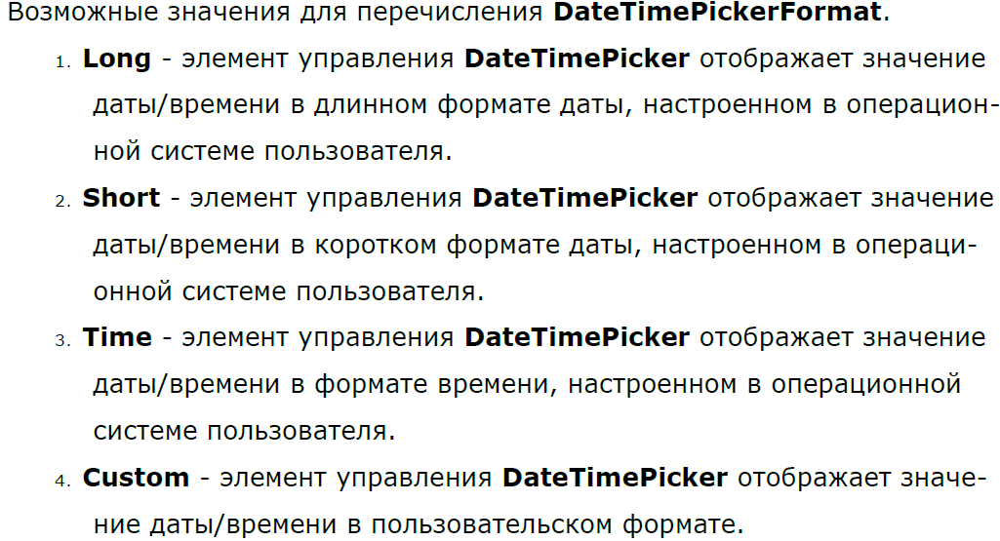 Возможные значения для перечисления DateTimePickerFormat.
1. Long - элемент управления DateTimePicker отображает значение
даты/времени в длинном формате даты, настроенном в операцион-
ной системе пользователя.
2. Short - элемент управления DateTimePicker отображает значение
даты/времени в коротком формате даты, настроенном в операци-
онной системе пользователя.
3. Time - элемент управления DateTimePicker отображает значение
даты/времени в формате времени, настроенном в операционной
системе пользователя.
4. Custom - элемент управления DateTimePicker отображает значе-
ние даты/времени в пользовательском формате.